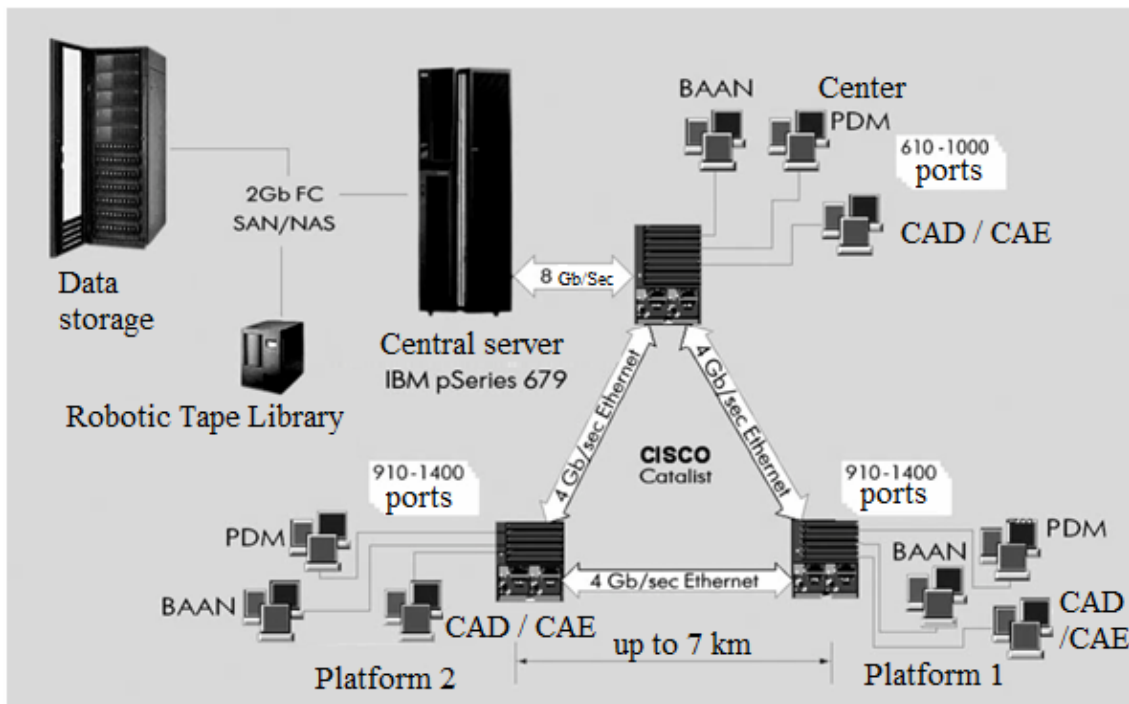 BAAN
Center
PDM
610-1000
ports
CAD / CAE
2Gb FC
SAN/NAS
8 Gb/Sec
Data
storage
Central server
IBM pSeries 679
Robotic Tape Library
4 Gb/sec Ethernet
4 Gb/sec Ethernet
CISCO
Catalist
910-1400
ports
910-1400
ports
PDM
BAAN
CAD / CAE
4 Gb/sec Ethernet
BAAN
PDM
CAD
/CAE
up to 7 km
Platform 2
Platform 1